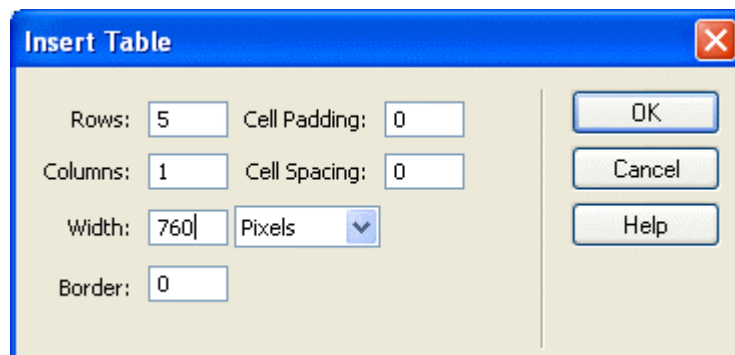 Insert Table
Rows: 5 Cell Padding: 0 OK
Columns: 1 Cell Spacing: 0 Cancel
Width: 760 Pixels Help
Border: 0